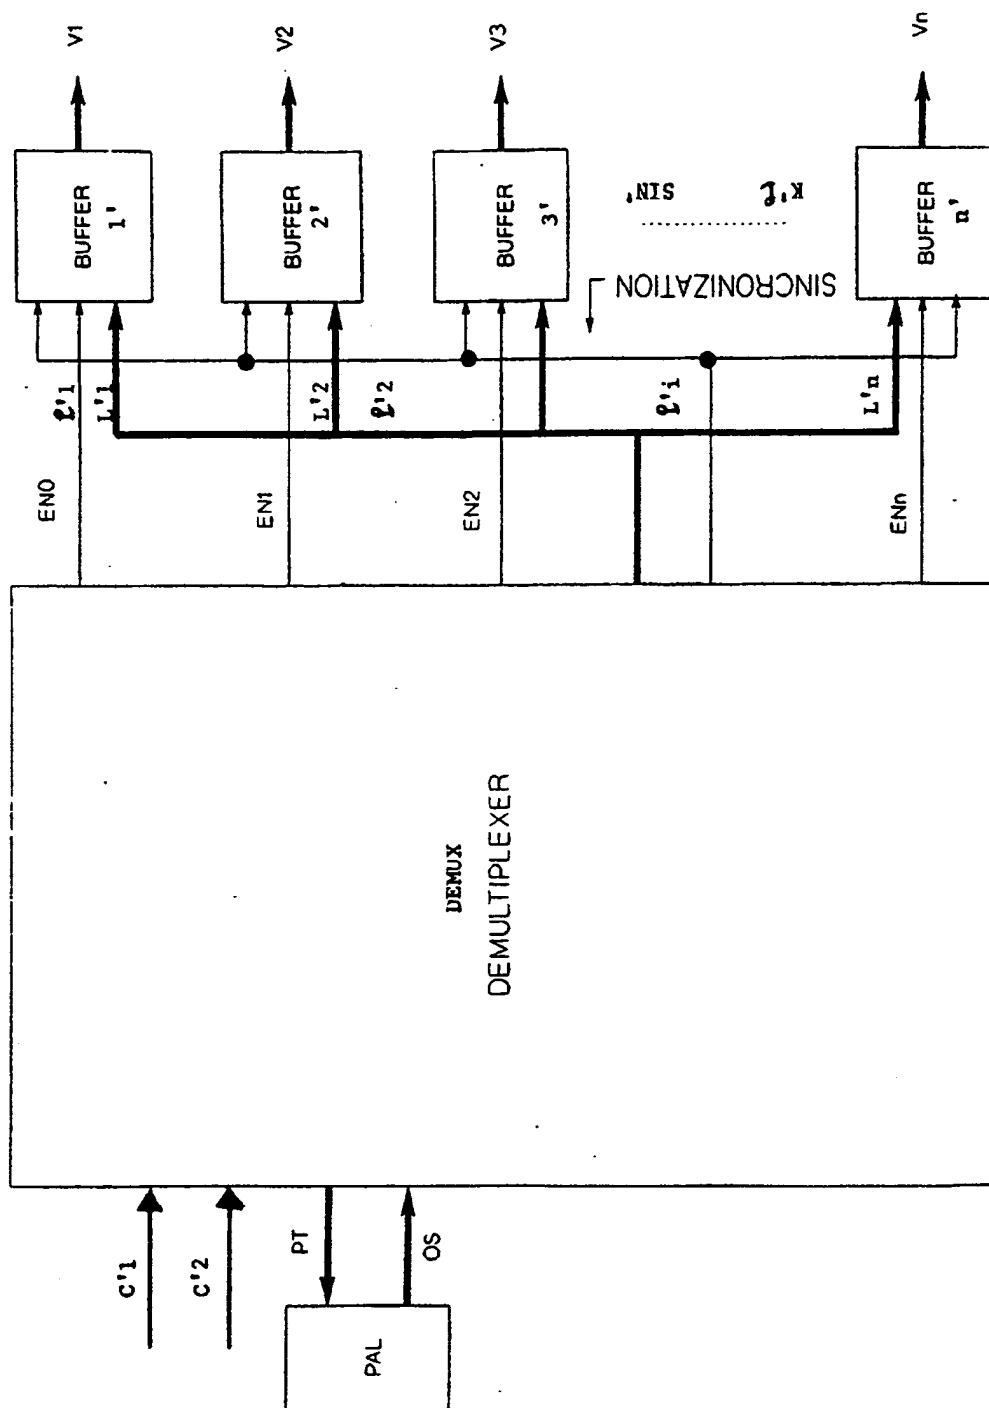 V1
V2
V3
Vn
BUFFER
1'
BUFFER
2'
BUFFER
3'
BUFFER
n'
SIN'
K'ℓ
SINCRONIZATION
ℓ'1
L'1
L'2
ℓ'2
ℓ'i
L'n
EN0
EN1
EN2
ENn
DEMUX
DEMULTIPLEXER
C'1
C'2
PT
OS
PAL